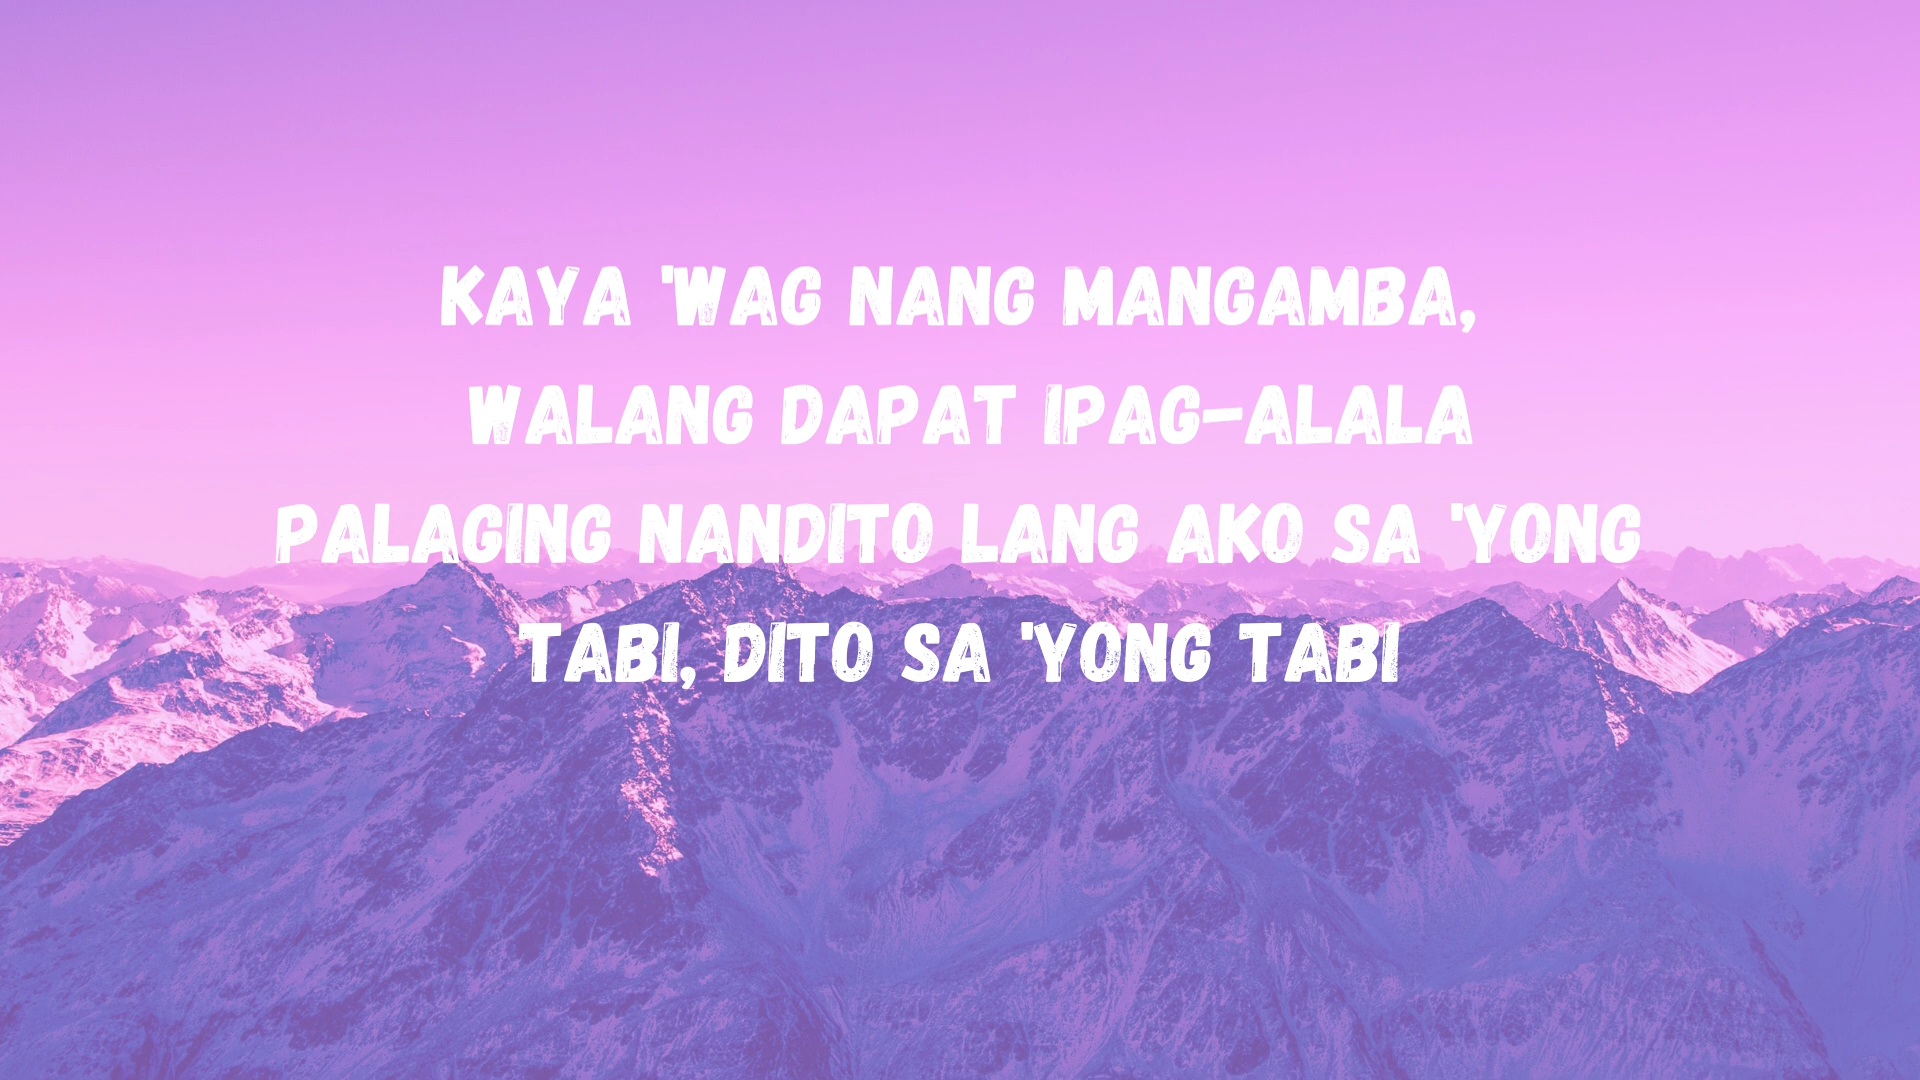 KAYA 'WAG NANG MANGAMBA,
WALANG DAPAT IPAG-ALALA
PALAGING NANDITO LANG AKO SA 'YONG
TABI, DITO SA 'YONG TABI